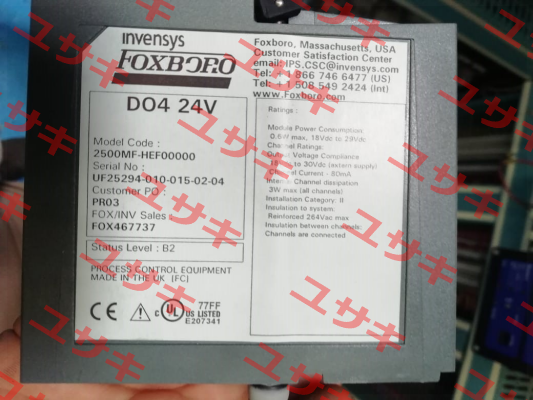 invensys
FOXBORO
DO4 24V
Model Code :
2500MF-HEF00000
Serial No :
UF25294-010-015-02-04
Customer PO :
PR03
FOX/INV Sales :
FOX467737
Status Level : B2
PROCESS CONTROL EQUIPMENT
MADE IN THE UK [FC]
CE
UL
US LISTED
77FF
E207341
Foxboro, Massachusetts, USA
Customer Satisfaction Center
email: IPS.CSC@invensys.com
Tel: +1 866 746 6477 (US)
Tel: +1 508 549 2424 (Int)
www.Foxboro.com
Ratings :
Module Power Consumption
0.6W max, 18Vdc to 29Vdc
Channel Ratings:
Output Voltage Compliance
to 30Vdc (extern supply)
Channel Current - 80mA
Internal Channel dissipation
3W max (all channels)
Installation Category: II
Insulation to system:
Reinforced 264Vac max
Insulation between channels:
Channels are connected
ユサキ